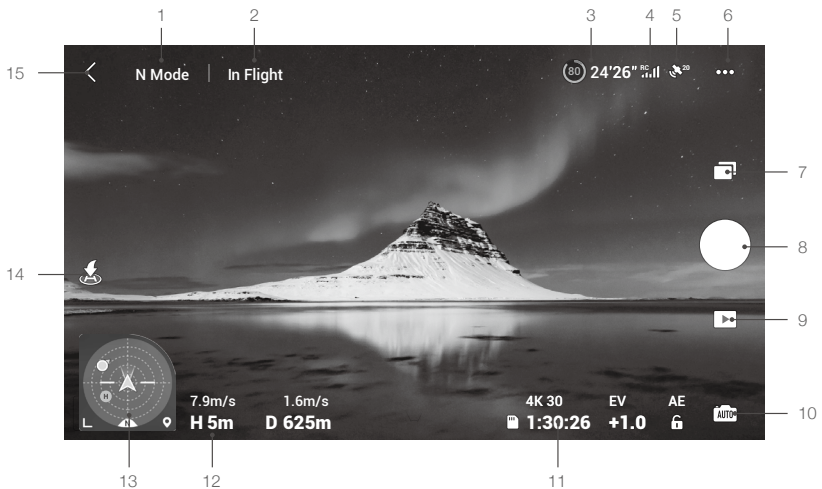 1 2 3 4 5 6
15 N Mode In Flight 80 24'26" RC 20
7
8
14
9
7.9m/s 1.6m/s 4K 30 EV AE
H 5m D 625m 1:30:26 +1.0 AUTO 10
H
N
13 12 11